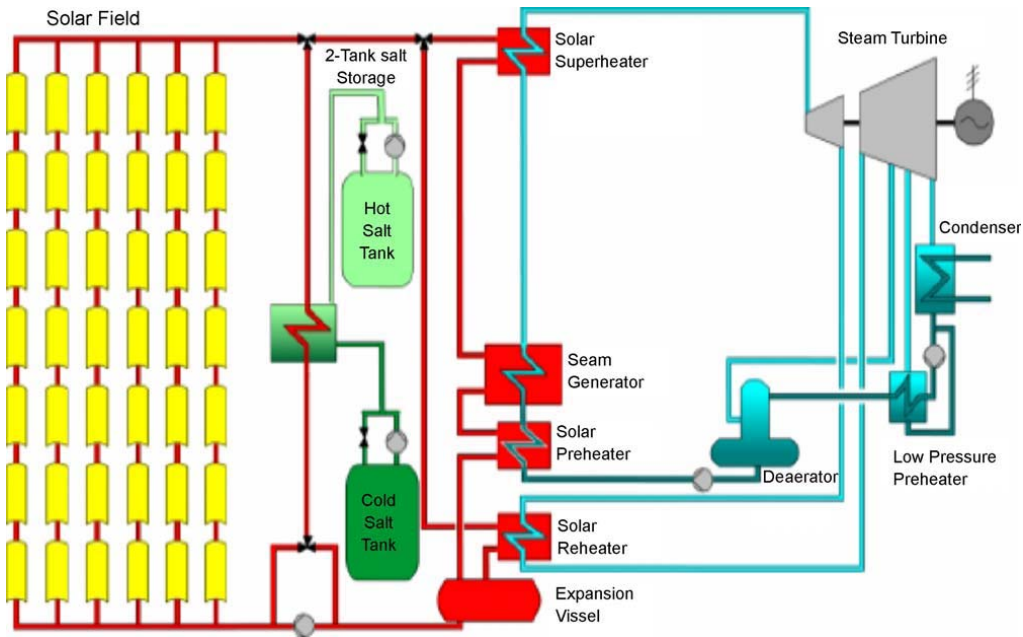 Solar Field
2-Tank salt
Storage
Solar
Superheater
Steam Turbine
Hot
Salt
Tank
Condenser
Seam
Generator
Solar
Preheater
Deaerator
Low Pressure
Preheater
Cold
Salt
Tank
Solar
Reheater
Expansion
Vissel